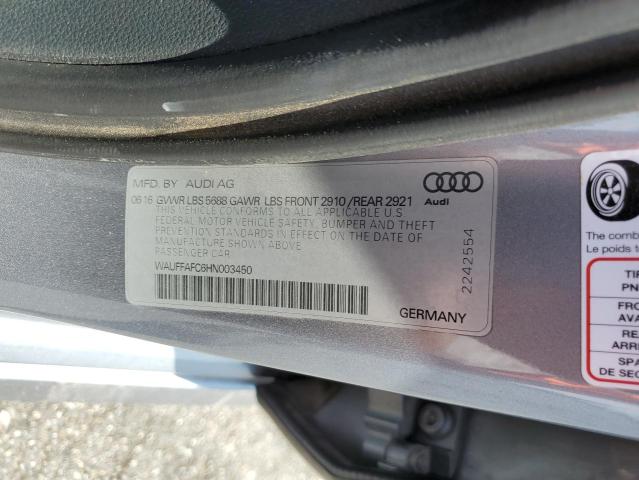 MFD. BY AUDI AG
06 16 GVWR LBS 5688 GAWR LBS FRONT 2910 / REAR 2921
THIS VEHICLE CONFORMS TO ALL APPLICABLE U.S
FEDERAL MOTOR VEHICLE SAFETY, BUMPER AND THEFT
PREVENTION STANDARDS IN EFFECT ON THE DATE OF
MANUFACTURE SHOWN ABOVE.
PASSENGER CAR
WAUFFAFC6HN003450
GERMANY
Audi
2242554
The comb
Le poids to
TI
PN
FRO
AVA
REA
ARRI
SPA
DE SEC